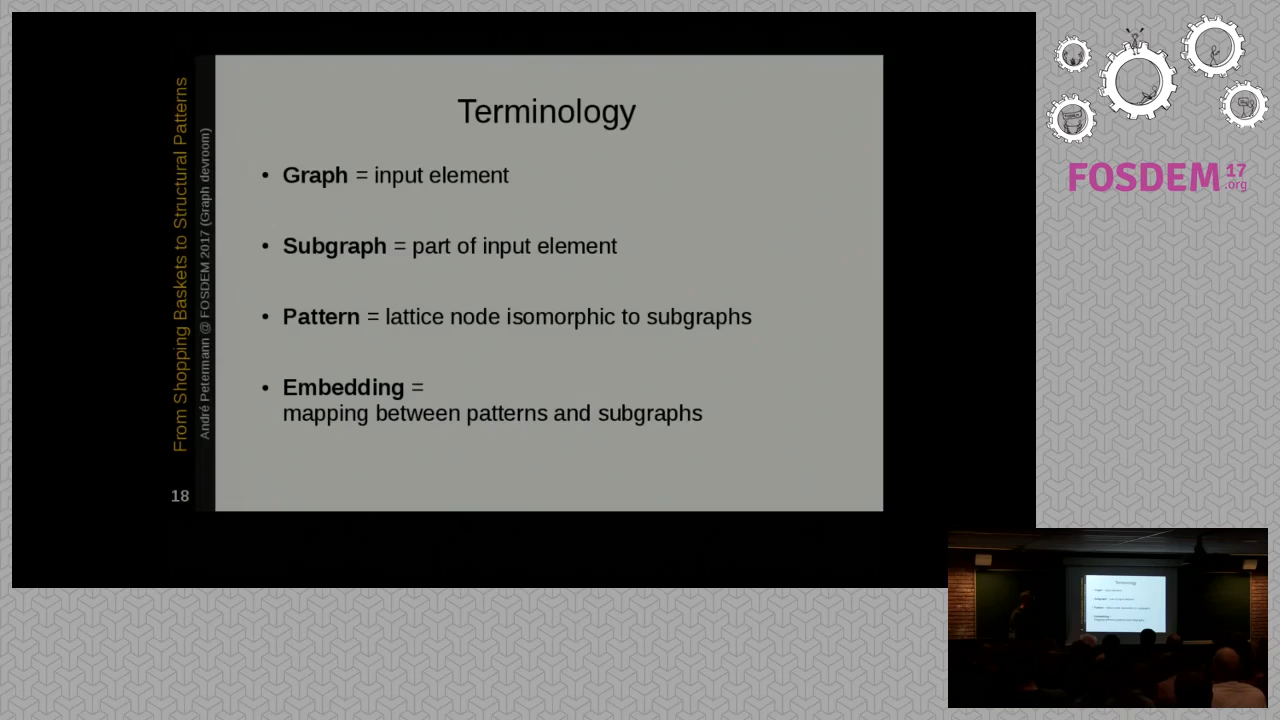 From Shopping Baskets to Structural Patterns
André Petermann @ FOSDEM 2017 (Graph devroom)
18
Terminology
• Graph = input element
• Subgraph = part of input element
• Pattern = lattice node isomorphic to subgraphs
• Embedding =
mapping between patterns and subgraphs
FOSDEM 17
.org
Terminology